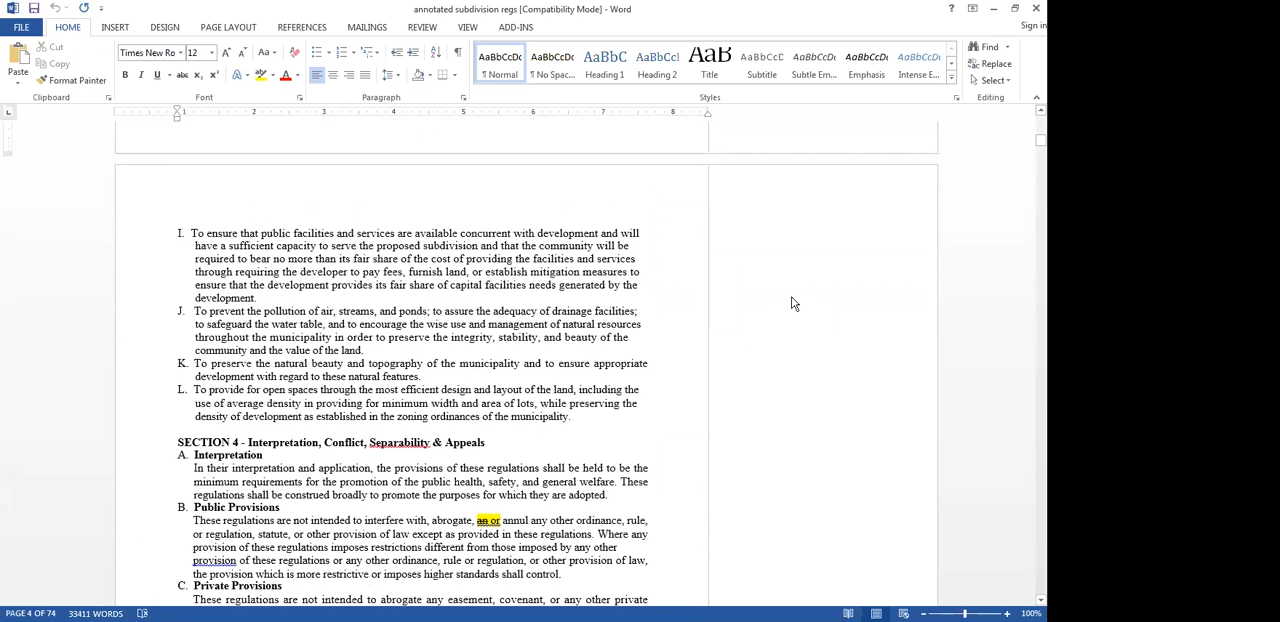 annotated subdivision regs [Compatibility Mode] - Word
Sign in
FILE HOME INSERT DESIGN PAGE LAYOUT REFERENCES MAILINGS REVIEW VIEW ADD-INS
Paste
Cut
Copy
Format Painter
Clipboard
Times New Ro 12
Font
Paragraph
AaBbCcDc AaBbCcDc AaBbC AaBbCcI AaB AaBbCcC AaBbCcDc AaBbCcDc AaBbCcDc
¶ Normal ¶ No Spac... Heading 1 Heading 2 Title Subtitle Subtle Em... Emphasis Intense E...
Styles
Find
Replace
Select
Editing
1 2 3 4 5 6 7 8
I. To ensure that public facilities and services are available concurrent with development and will
have a sufficient capacity to serve the proposed subdivision and that the community will be
required to bear no more than its fair share of the cost of providing the facilities and services
through requiring the developer to pay fees, furnish land, or establish mitigation measures to
ensure that the development provides its fair share of capital facilities needs generated by the
development.
J. To prevent the pollution of air, streams, and ponds; to assure the adequacy of drainage facilities;
to safeguard the water table, and to encourage the wise use and management of natural resources
throughout the municipality in order to preserve the integrity, stability, and beauty of the
community and the value of the land.
K. To preserve the natural beauty and topography of the municipality and to ensure appropriate
development with regard to these natural features.
L. To provide for open spaces through the most efficient design and layout of the land, including the
use of average density in providing for minimum width and area of lots, while preserving the
density of development as established in the zoning ordinances of the municipality.
SECTION 4 - Interpretation, Conflict, Separability & Appeals
A. Interpretation
In their interpretation and application, the provisions of these regulations shall be held to be the
minimum requirements for the promotion of the public health, safety, and general welfare. These
regulations shall be construed broadly to promote the purposes for which they are adopted.
B. Public Provisions
These regulations are not intended to interfere with, abrogate, an or annul any other ordinance, rule,
or regulation, statute, or other provision of law except as provided in these regulations. Where any
provision of these regulations imposes restrictions different from those imposed by any other
provision of these regulations or any other ordinance, rule or regulation, or other provision of law,
the provision which is more restrictive or imposes higher standards shall control.
C. Private Provisions
These regulations are not intended to abrogate any easement, covenant, or any other private
PAGE 4 OF 74 33411 WORDS
100%